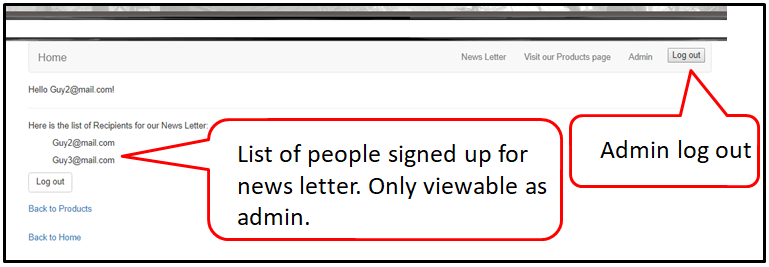 Home News Letter Visit our Products page Admin Log out
Hello Guy2@mail.com!
Here is the list of Recipients for our News Letter:
Guy2@mail.com
Guy3@mail.com
Log out
Back to Products
Back to Home
List of people signed up for
news letter. Only viewable as
admin.
Admin log out